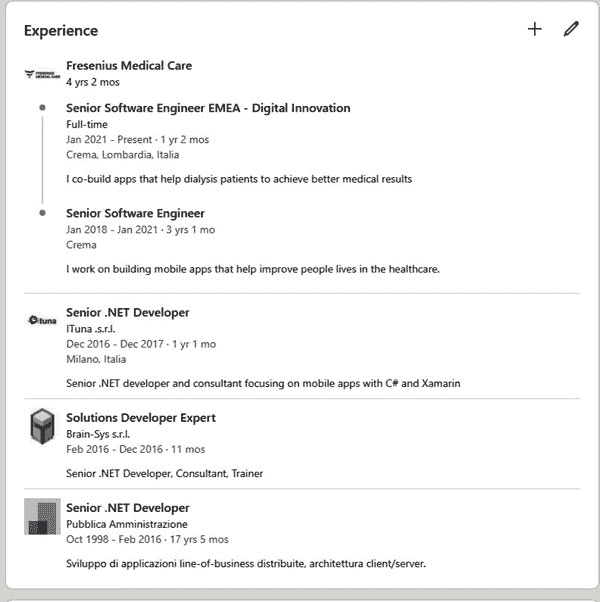 Experience
FRESENIUS
MEDICAL CARE
Fresenius Medical Care
4 yrs 2 mos
Senior Software Engineer EMEA - Digital Innovation
Full-time
Jan 2021 - Present · 1 yr 2 mos
Crema, Lombardia, Italia
I co-build apps that help dialysis patients to achieve better medical results
Senior Software Engineer
Jan 2018 - Jan 2021 · 3 yrs 1 mo
Crema
I work on building mobile apps that help improve people lives in the healthcare.
ituna
Senior .NET Developer
ITuna .s.r.l.
Dec 2016 - Dec 2017 · 1 yr 1 mo
Milano, Italia
Senior .NET developer and consultant focusing on mobile apps with C# and Xamarin
Solutions Developer Expert
Brain-Sys s.r.l.
Feb 2016 - Dec 2016 · 11 mos
Senior .NET Developer, Consultant, Trainer
Senior .NET Developer
Pubblica Amministrazione
Oct 1998 - Feb 2016 · 17 yrs 5 mos
Sviluppo di applicazioni line-of-business distribuite, architettura client/server.